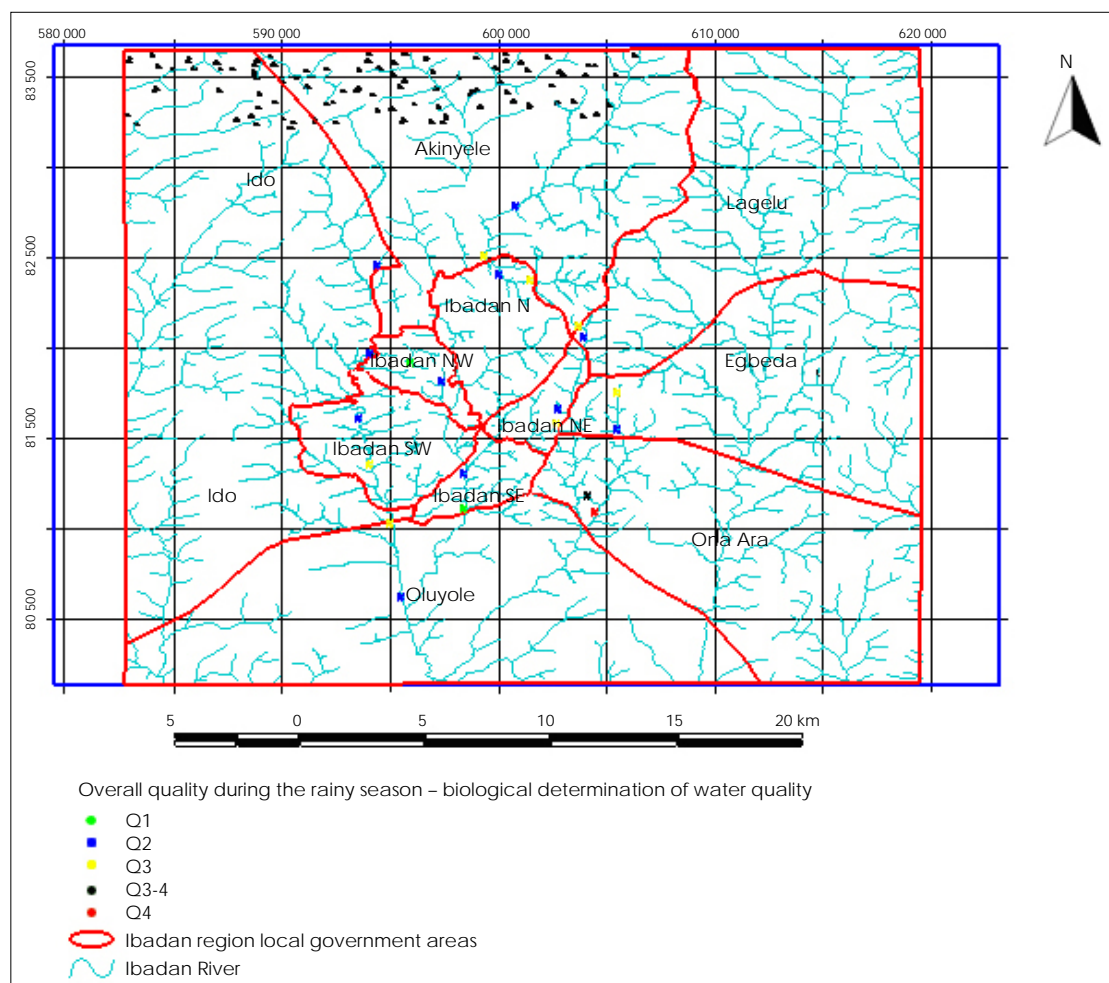 580 000 590 000 600 000 610 000 620 000
N
83 500
82 500
81 500
80 500
Akinyele
Ido
Lagelu
Ibadan N
Ibadan NW
Egbeda
Ibadan NE
Ibadan SW
Ido
Ibadan SE
Ona Ara
Oluyole
5 0 5 10 15 20 km
Overall quality during the rainy season – biological determination of water quality
Q1
Q2
Q3
Q3-4
Q4
Ibadan region local government areas
Ibadan River